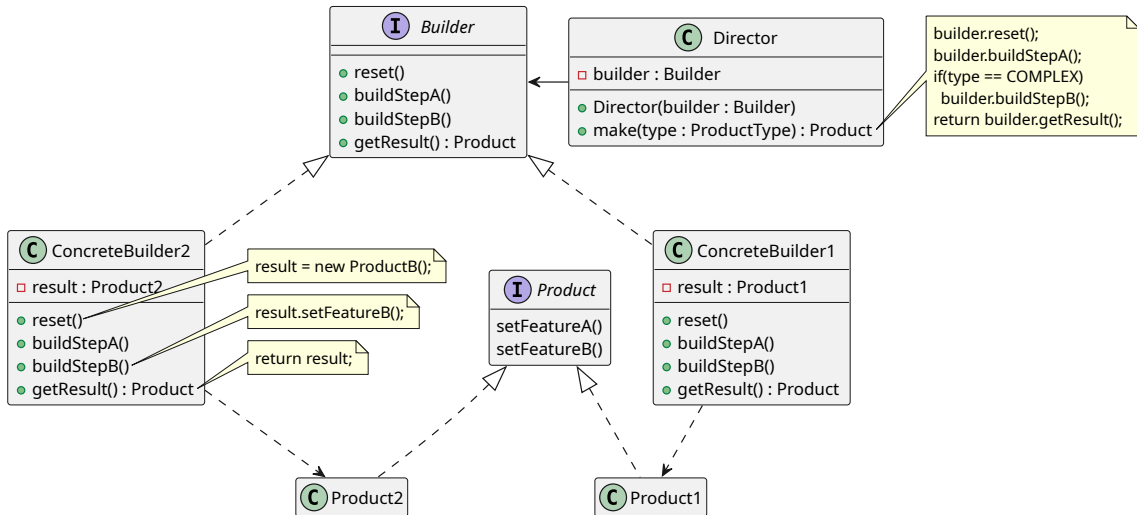 I Builder
+ reset()
+ buildStepA()
+ buildStepB()
+ getResult() : Product
C Director
builder : Builder
Director(builder : Builder)
make(type : ProductType) : Product
builder.reset();
builder.buildStepA();
if(type == COMPLEX)
builder.buildStepB();
return builder.getResult();
C ConcreteBuilder2
result : Product2
reset()
buildStepA()
buildStepB()
getResult() : Product
result = new ProductB();
result.setFeatureB();
return result;
I Product
setFeatureA()
setFeatureB()
C ConcreteBuilder1
result : Product1
reset()
buildStepA()
buildStepB()
getResult() : Product
C Product2
C Product1